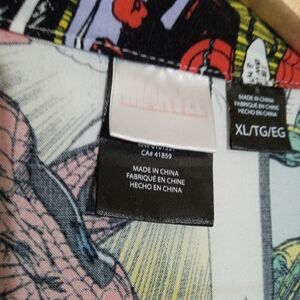 MARVEL
CA# 41859
MADE IN CHINA
FABRIQUÉ EN CHINE
HECHO EN CHINA
MADE IN CHINA
FABRIQUÉ EN CHINE
HECHO EN CHINA
XL/TG/EG